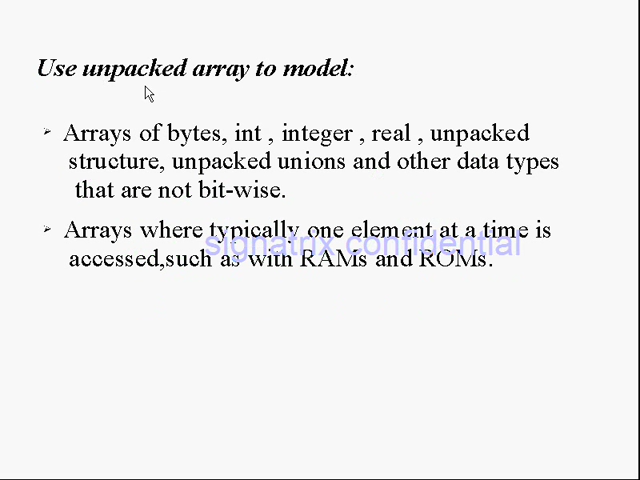 Use unpacked array to model:
➢ Arrays of bytes, int , integer , real , unpacked
structure, unpacked unions and other data types
that are not bit-wise.
➢ Arrays where typically one element at a time is
signatrix confidential
accessed,such as with RAMs and ROMs.